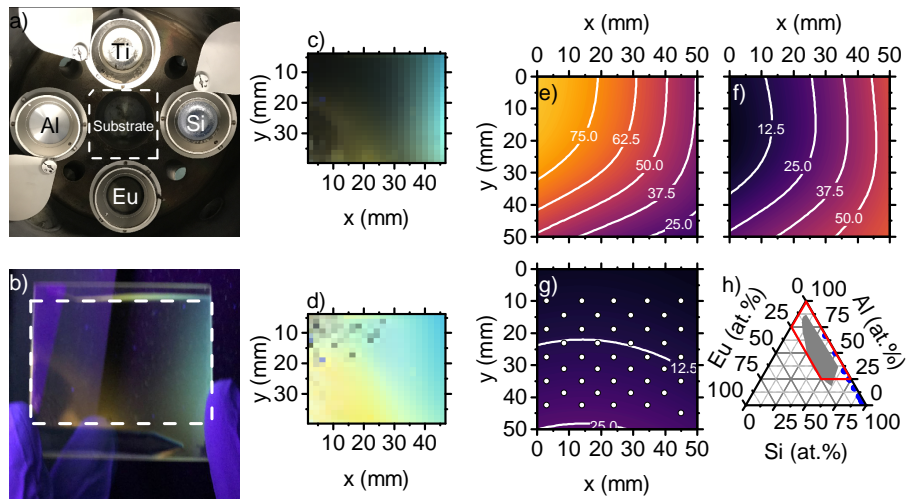 a)
Ti
Al
Substrate
Si
Eu
b)
c)
y (mm)
10
20
30
10 20 30 40
x (mm)
d)
y (mm)
10
20
30
10 20 30 40
x (mm)
x (mm)
0 10 20 30 40 50
e)
y (mm)
0
10
20
30
40
50
75.0
62.5
50.0
37.5
25.0
x (mm)
0 10 20 30 40 50
f)
12.5
25.0
37.5
50.0
g)
y (mm)
0
10
20
30
40
50
12.5
25.0
0 10 20 30 40 50
x (mm)
h)
Eu (at.%)
0
25
50
75
100
Al (at.%)
100
75
50
25
0
0 25 50 75 100
Si (at.%)